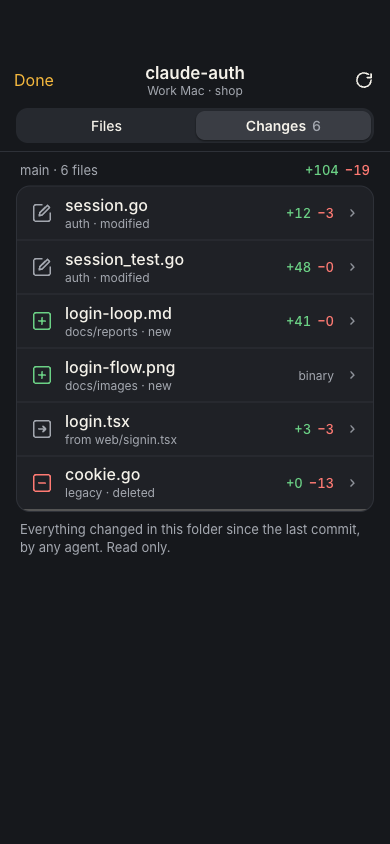 Done
claude-auth
Work Mac · shop
Files
Changes 6
main · 6 files
+104 −19
session.go
auth · modified
+12 −3
session_test.go
auth · modified
+48 −0
login-loop.md
docs/reports · new
+41 −0
login-flow.png
docs/images · new
binary
login.tsx
from web/signin.tsx
+3 −3
cookie.go
legacy · deleted
+0 −13
Everything changed in this folder since the last commit,
by any agent. Read only.